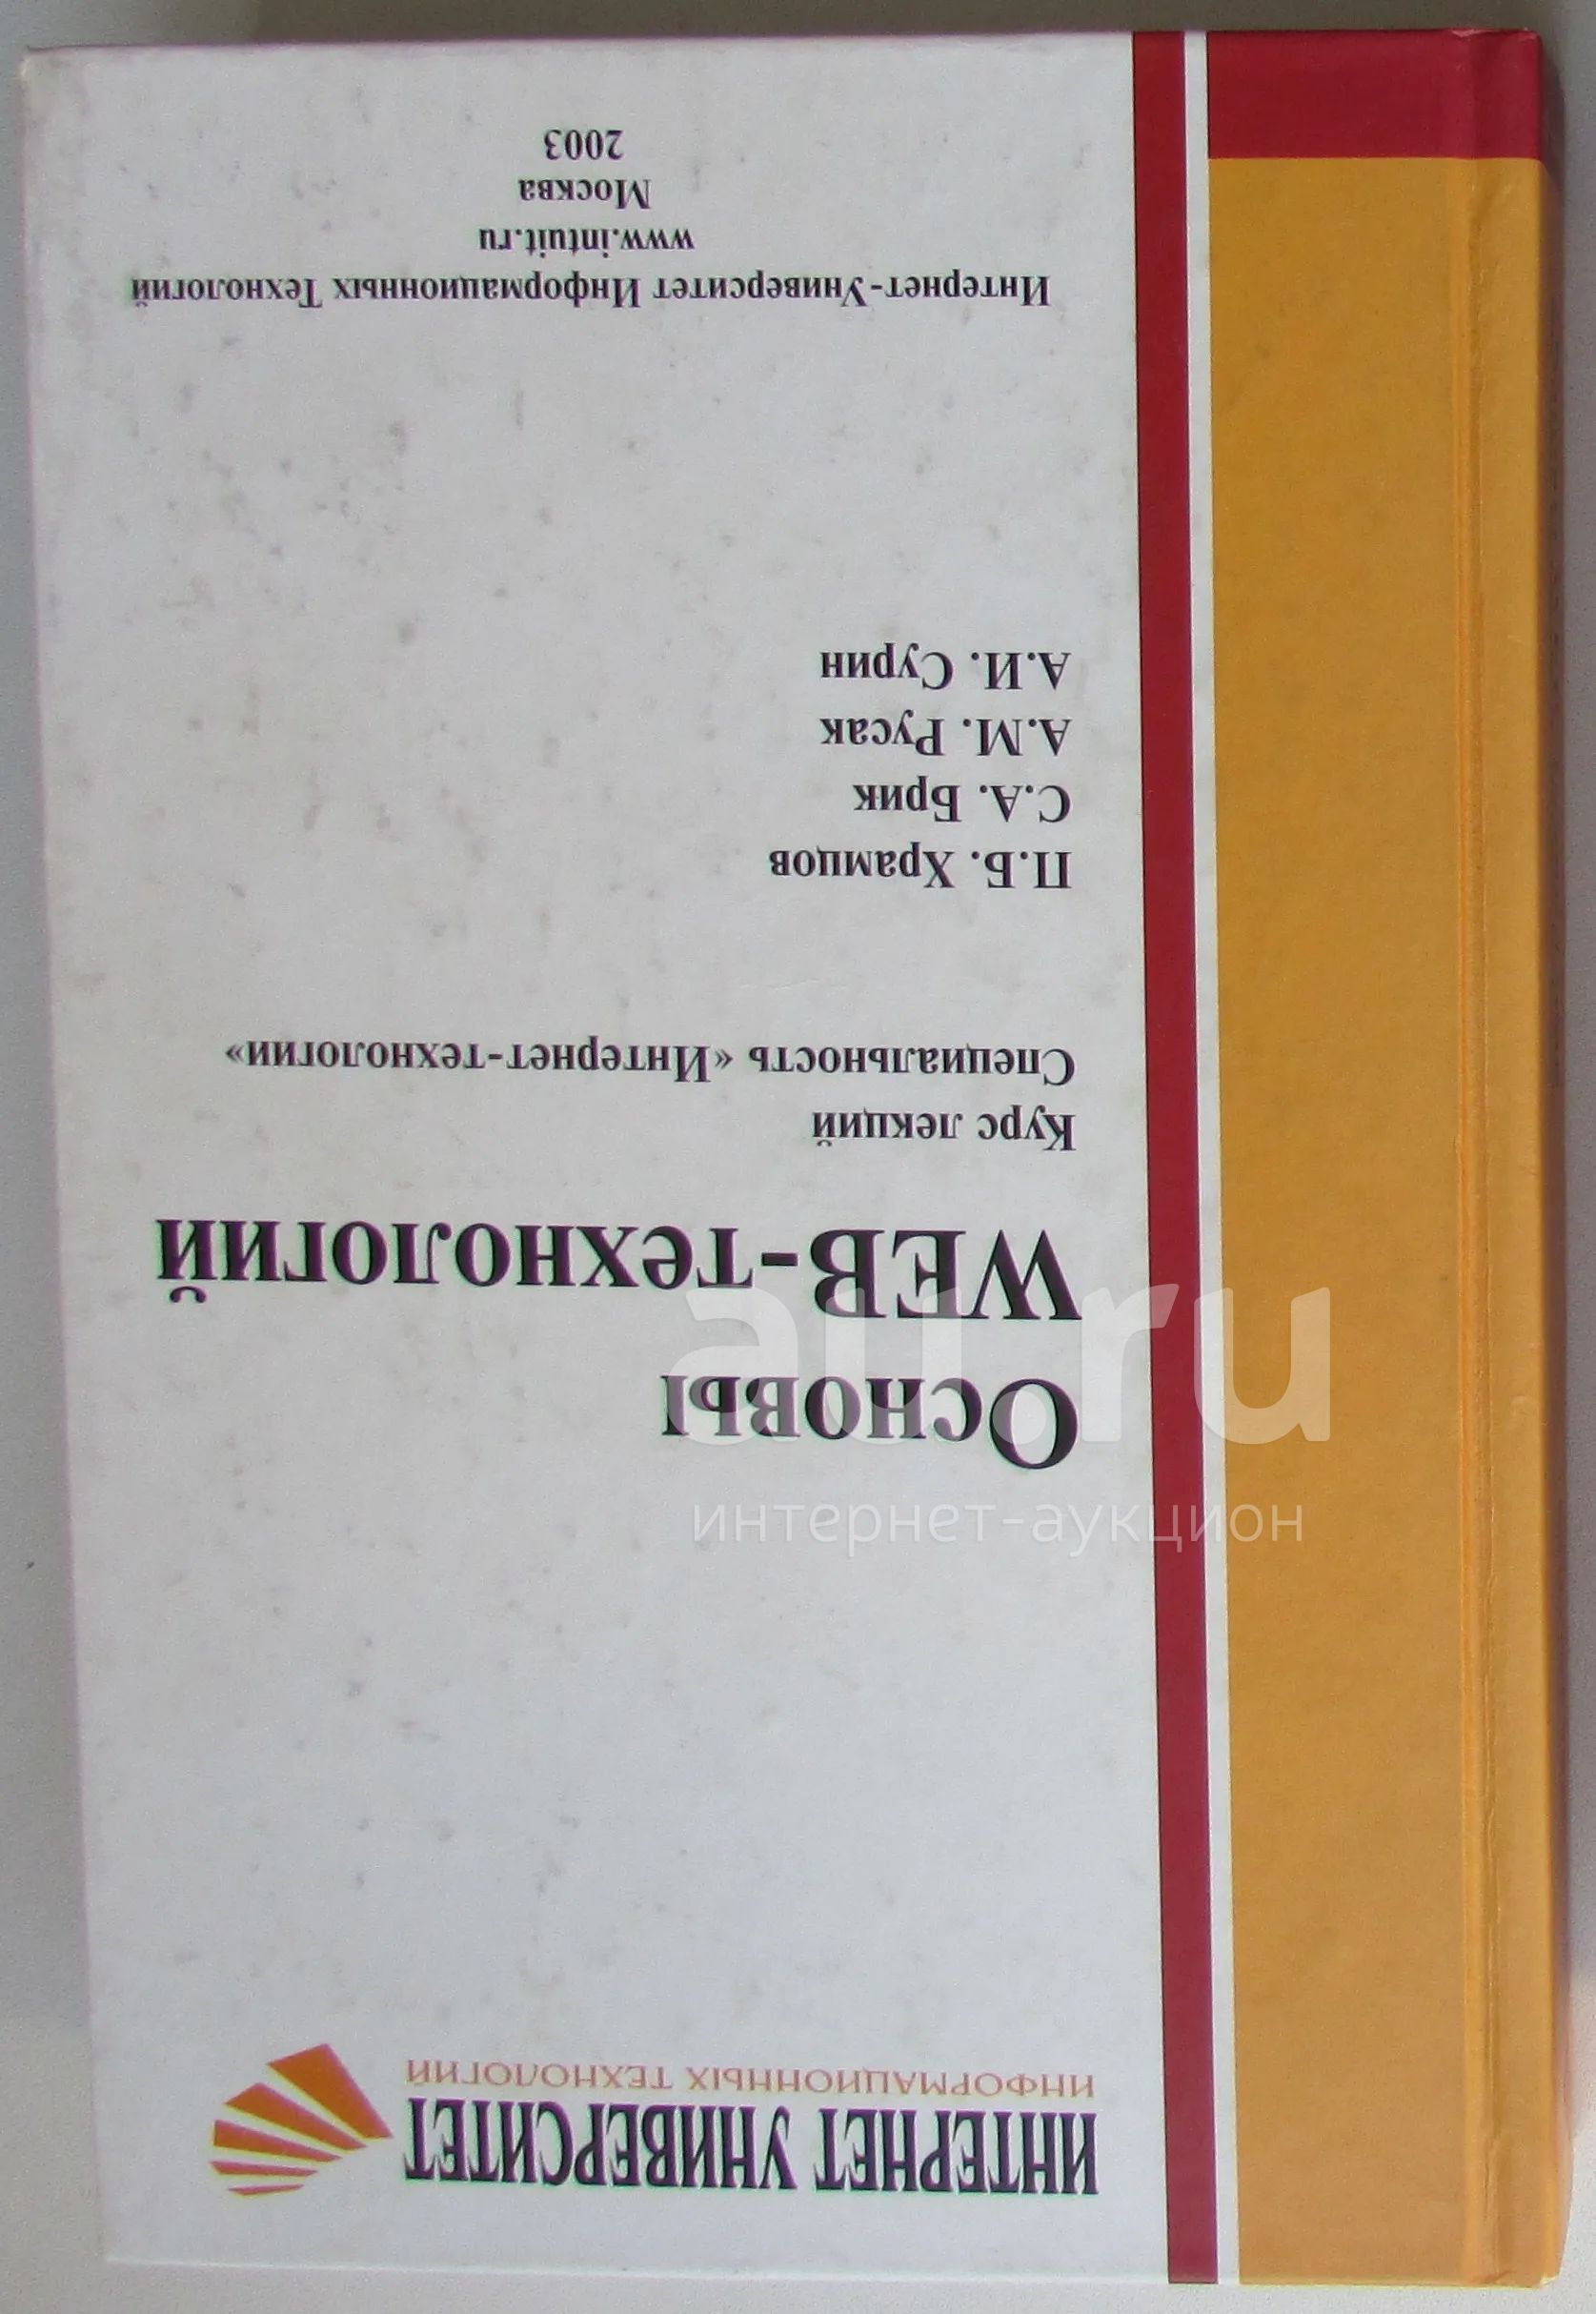 ИНТЕРНЕТ УНИВЕРСИТЕТ
ИНФОРМАЦИОННЫХ ТЕХНОЛОГИЙ
Основы
WEB-технологий
Курс лекций
Специальность «Интернет-технологии»
П.Б. Храмцов
С.А. Брик
А.М. Русак
А.И. Сурин
Интернет-Университет Информационных Технологий
www.intuit.ru
Москва
2003
au.ru
интернет-аукцион